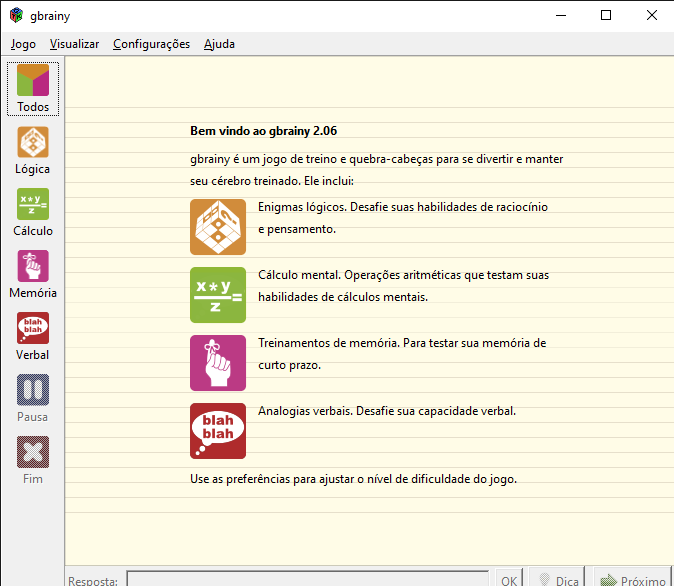 gbrainy
Jogo Visualizar Configurações Ajuda
Todos
Lógica
x*y
z =
Cálculo
Memória
blah
blah
Verbal
Pausa
Fim
Bem vindo ao gbrainy 2.06
gbrainy é um jogo de treino e quebra-cabeças para se divertir e manter
seu cérebro treinado. Ele inclui:
Enigmas lógicos. Desafie suas habilidades de raciocínio
e pensamento.
x*y
z =
Cálculo mental. Operações aritméticas que testam suas
habilidades de cálculos mentais.
Treinamentos de memória. Para testar sua memória de
curto prazo.
blah
blah
Analogias verbais. Desafie sua capacidade verbal.
Use as preferências para ajustar o nível de dificuldade do jogo.
Resposta: OK Dica Próximo